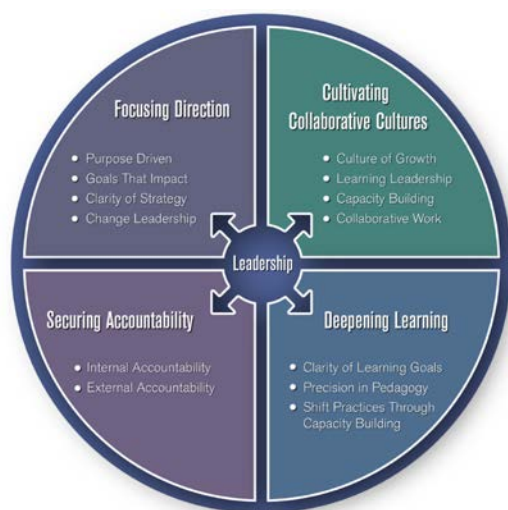 Focusing Direction
• Purpose Driven
• Goals That Impact
• Clarity of Strategy
• Change Leadership
Cultivating
Collaborative Cultures
• Culture of Growth
• Learning Leadership
• Capacity Building
• Collaborative Work
Leadership
Securing Accountability
• Internal Accountability
• External Accountability
Deepening Learning
• Clarity of Learning Goals
• Precision in Pedagogy
• Shift Practices Through
Capacity Building